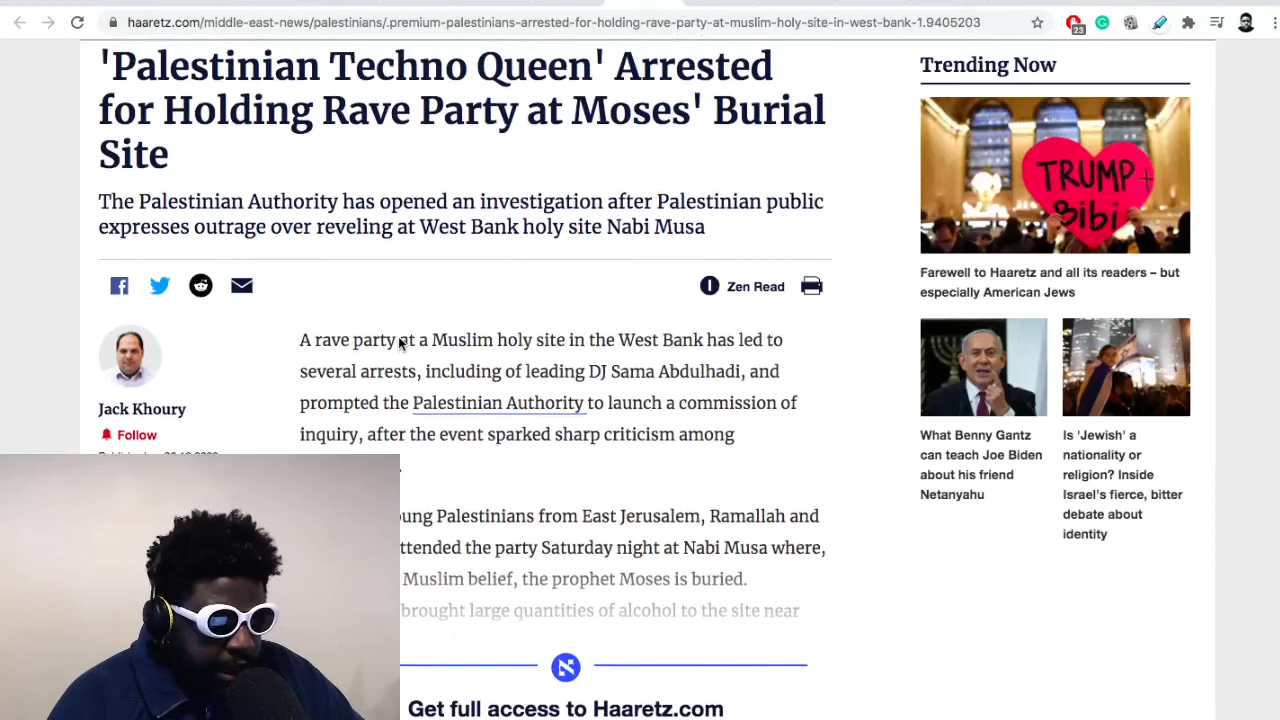 haaretz.com/middle-east-news/palestinians/.premium-palestinians-arrested-for-holding-rave-party-at-muslim-holy-site-in-west-bank-1.9405203
23
'Palestinian Techno Queen' Arrested
for Holding Rave Party at Moses' Burial
Site
The Palestinian Authority has opened an investigation after Palestinian public
expresses outrage over reveling at West Bank holy site Nabi Musa
Zen Read
Jack Khoury
Follow
A rave party at a Muslim holy site in the West Bank has led to
several arrests, including of leading DJ Sama Abdulhadi, and
prompted the Palestinian Authority to launch a commission of
inquiry, after the event sparked sharp criticism among
Palestinians from East Jerusalem, Ramallah and
the party Saturday night at Nabi Musa where,
Muslim belief, the prophet Moses is buried.
brought large quantities of alcohol to the site near
Get full access to Haaretz.com
Trending Now
TRUMP
BiBi
Farewell to Haaretz and all its readers – but
especially American Jews
What Benny Gantz
can teach Joe Biden
about his friend
Netanyahu
Is 'Jewish' a
nationality or
religion? Inside
Israel's fierce, bitter
debate about
identity